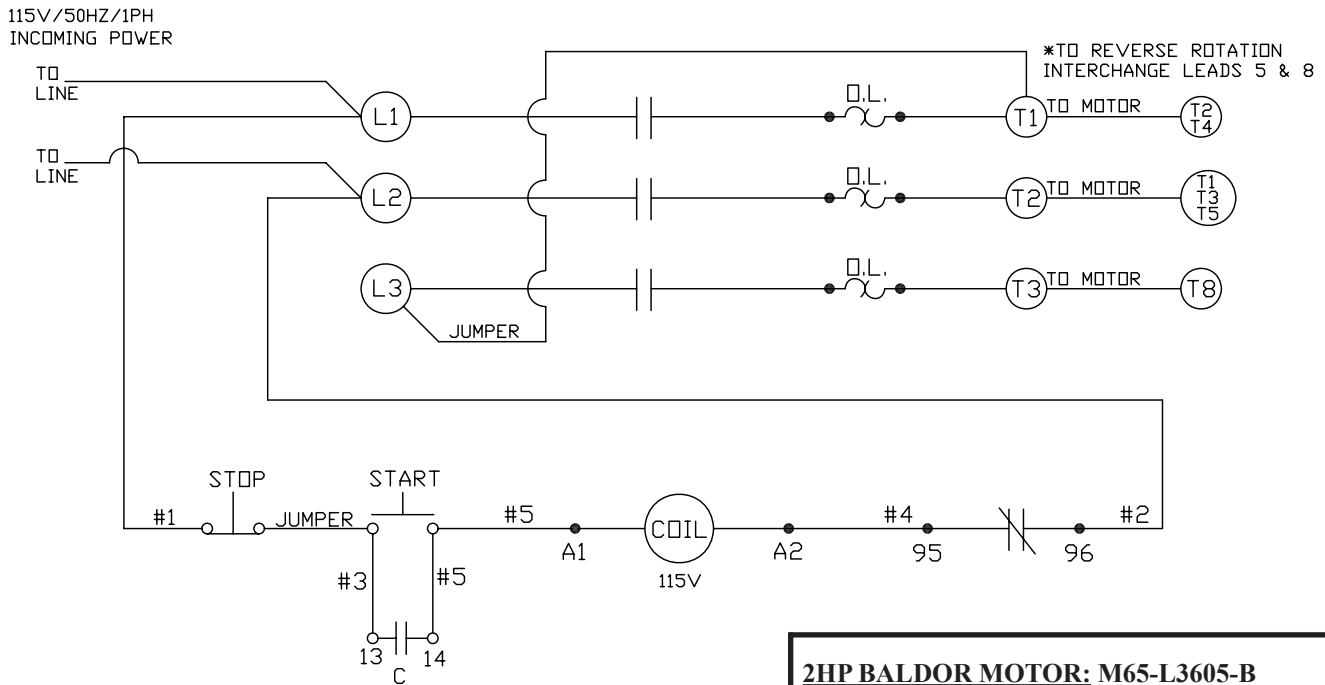 115V/50HZ/1PH
INCOMING POWER
*TO REVERSE ROTATION
INTERCHANGE LEADS 5 & 8
TO
LINE
L1
O.L.
T1
TO MOTOR
T2
T4
TO
LINE
L2
O.L.
T2
TO MOTOR
T1
T3
T5
L3
O.L.
T3
TO MOTOR
T8
JUMPER
STOP
START
#1
JUMPER
#5
A1
COIL
115V
A2
#4
95
96
#2
#3
#5
13
14
C
2HP BALDOR MOTOR: M65-L3605-B